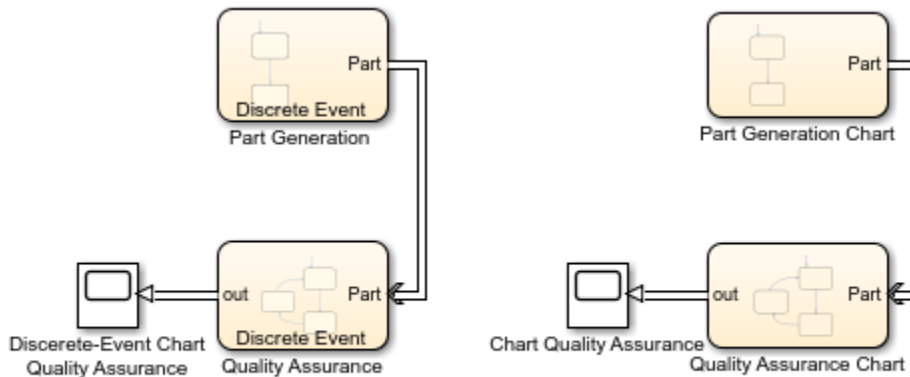 Part
Discrete Event
Part Generation
Part
Part Generation Chart
out
Part
Discrete Event
Quality Assurance
Discerete-Event Chart
Quality Assurance
out
Part
Quality Assurance Chart
Chart Quality Assurance